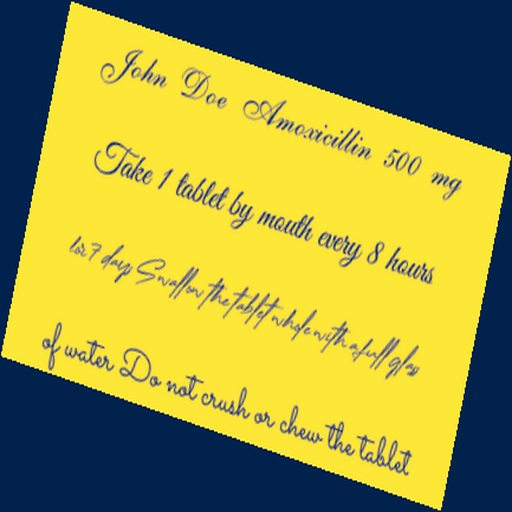 John Doe Amoxicillin 500 mg
Take 1 tablet by mouth every 8 hours
for 7 days Swallow the tablet whole with a full glass
of water Do not crush or chew the tablet